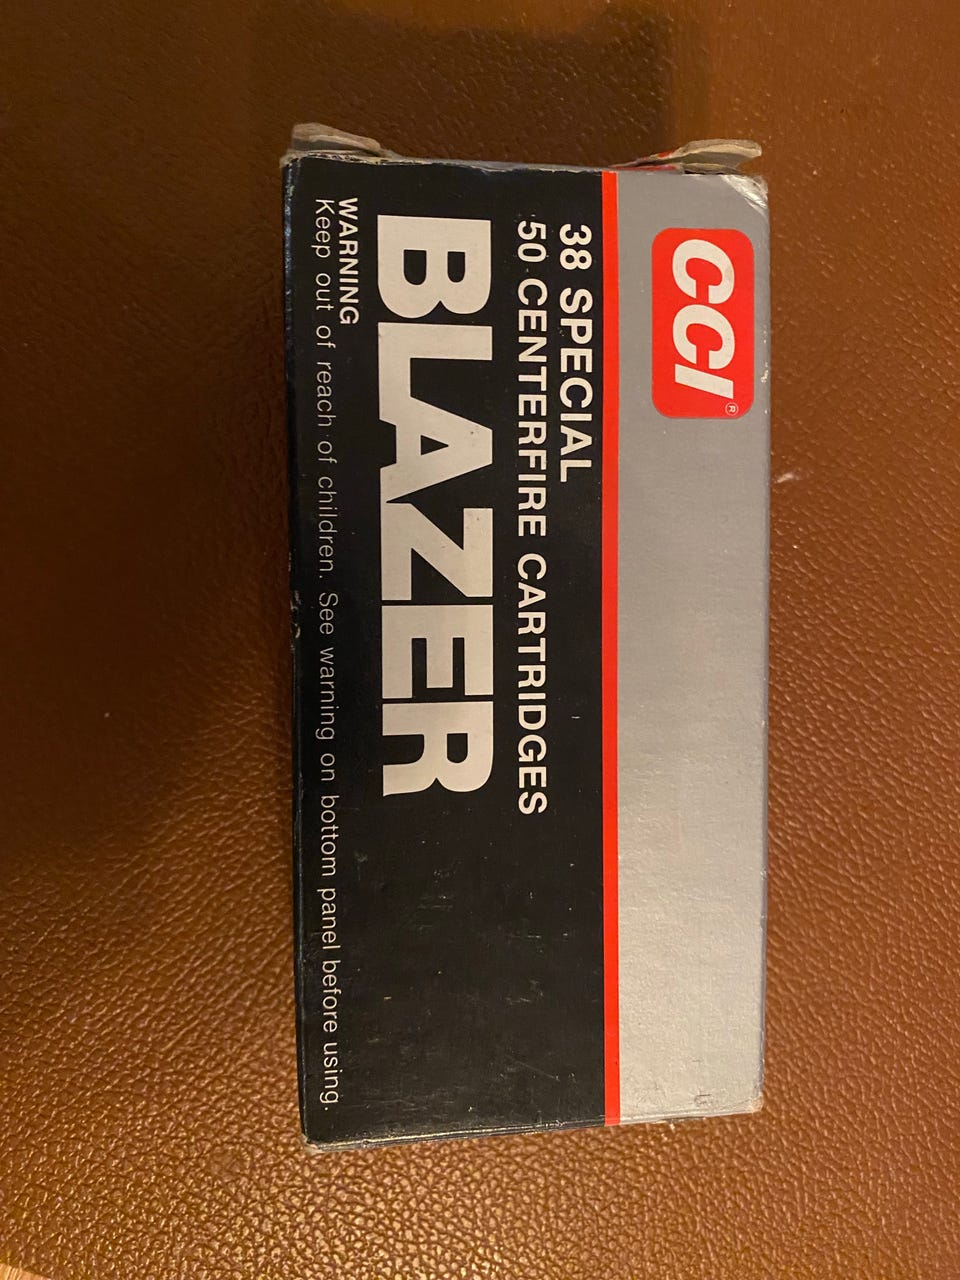 CCI®
38 SPECIAL
50 CENTERFIRE CARTRIDGES
BLAZER
WARNING
Keep out of reach of children. See warning on bottom panel before using.